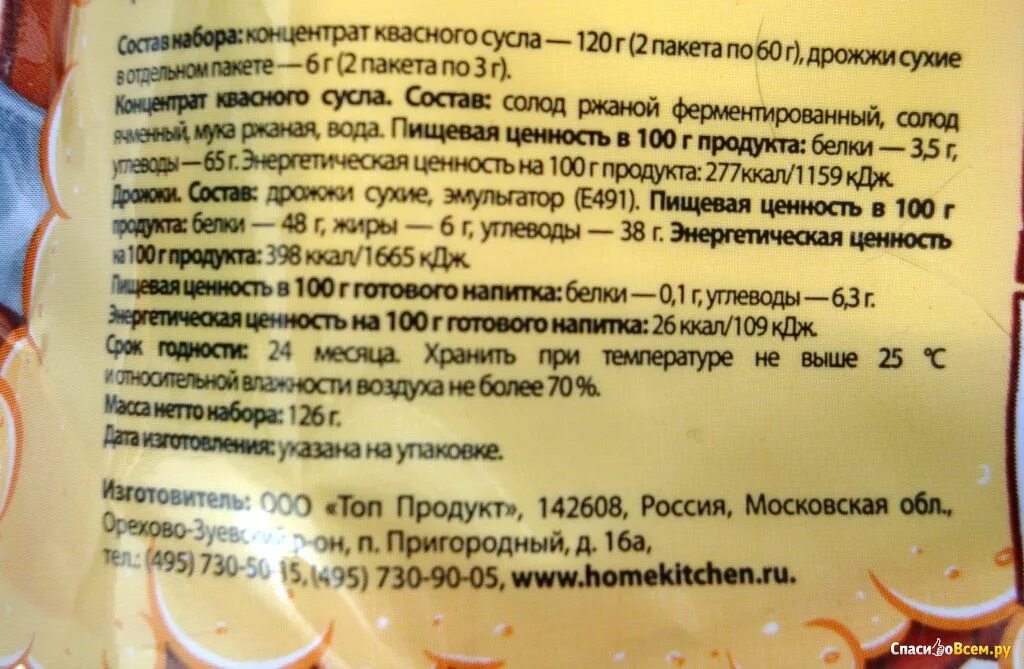 Состав набора: концентрат квасного сусла — 120 г (2 пакета по 60 г), дрожжи сухие
в отдельном пакете — 6 г (2 пакета по 3 г).
Концентрат квасного сусла. Состав: солод ржаной ферментированный, солод
ячменный, мука ржаная, вода. Пищевая ценность в 100 г продукта: белки — 3,5 г,
углеводы — 65 г. Энергетическая ценность на 100 г продукта: 277 ккал/1159 кДж.
Дрожжи. Состав: дрожжи сухие, эмульгатор (Е491). Пищевая ценность в 100 г
продукта: белки — 48 г, жиры — 6 г, углеводы — 38 г. Энергетическая ценность
на 100 г продукта: 398 ккал/1665 кДж.
Пищевая ценность в 100 г готового напитка: белки — 0,1 г, углеводы — 6,3 г.
Энергетическая ценность на 100 г готового напитка: 26 ккал/109 кДж.
Срок годности: 24 месяца. Хранить при температуре не выше 25 °С
и относительной влажности воздуха не более 70 %.
Масса нетто набора: 126 г.
Дата изготовления: указана на упаковке.
Изготовитель: ООО «Топ Продукт», 142608, Россия, Московская обл.,
Орехово-Зуевский р-он, п. Пригородный, д. 16а,
тел.: (495) 730-50-15, (495) 730-90-05, www.homekitchen.ru.
СпасибоВсем.ру